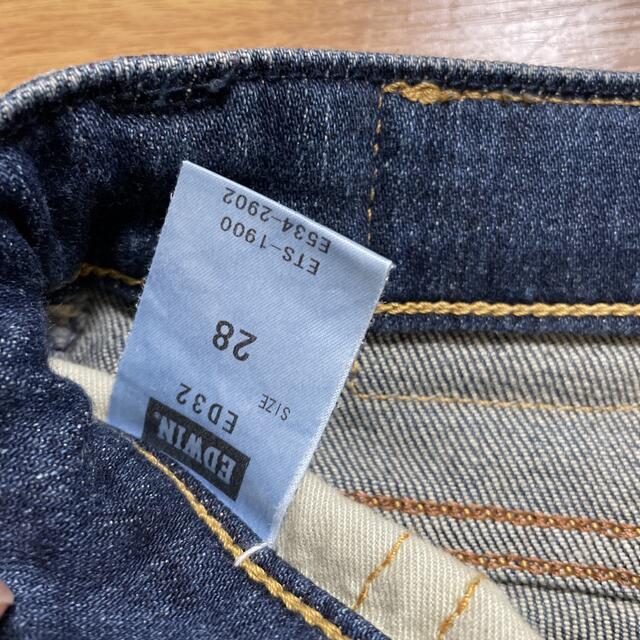 EDWIN.
ED32
SIZE
28
ETS-1900
E534-2902